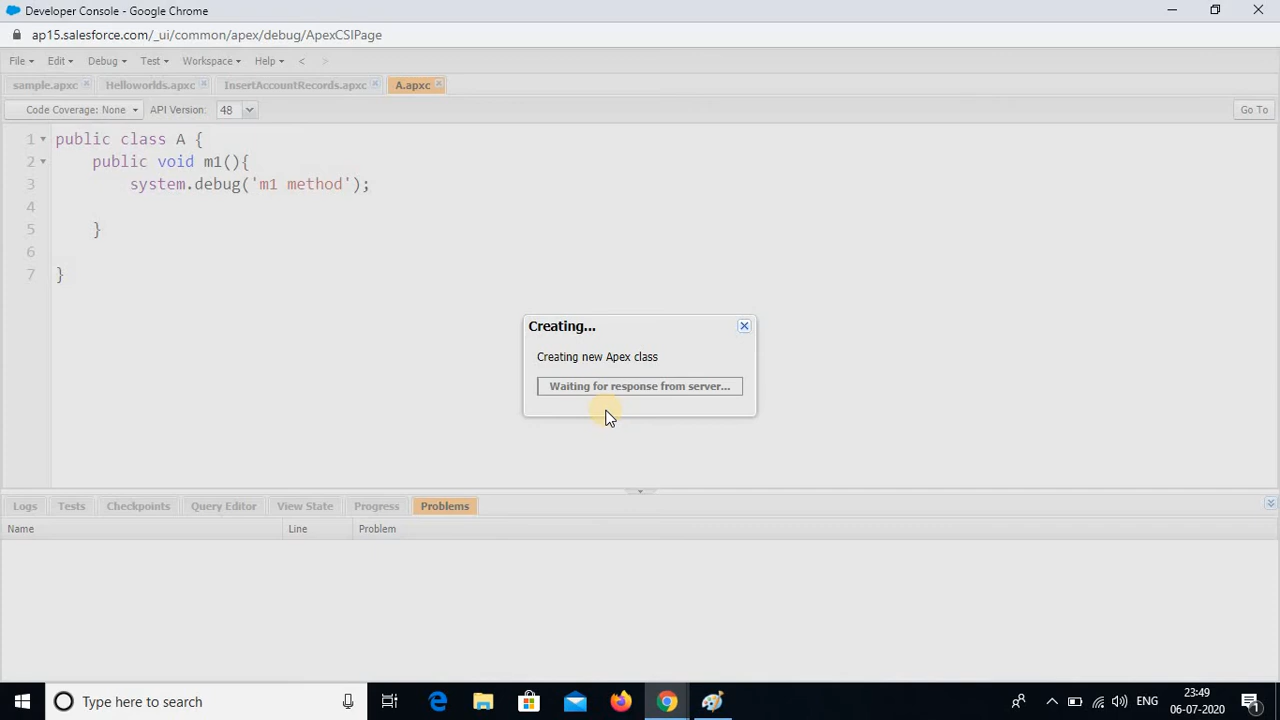 Developer Console - Google Chrome
ap15.salesforce.com/_ui/common/apex/debug/ApexCSIPage
File Edit Debug Test Workspace Help < >
sample.apxc Helloworlds.apxc InsertAccountRecords.apxc A.apxc
Code Coverage: None API Version: 48 Go To
1 public class A {
2 public void m1(){
3 system.debug('m1 method');
4
5 }
6
7 }
Creating...
Creating new Apex class
Waiting for response from server...
Logs Tests Checkpoints Query Editor View State Progress Problems
Name Line Problem
Type here to search
ENG
23:49
06-07-2020
1